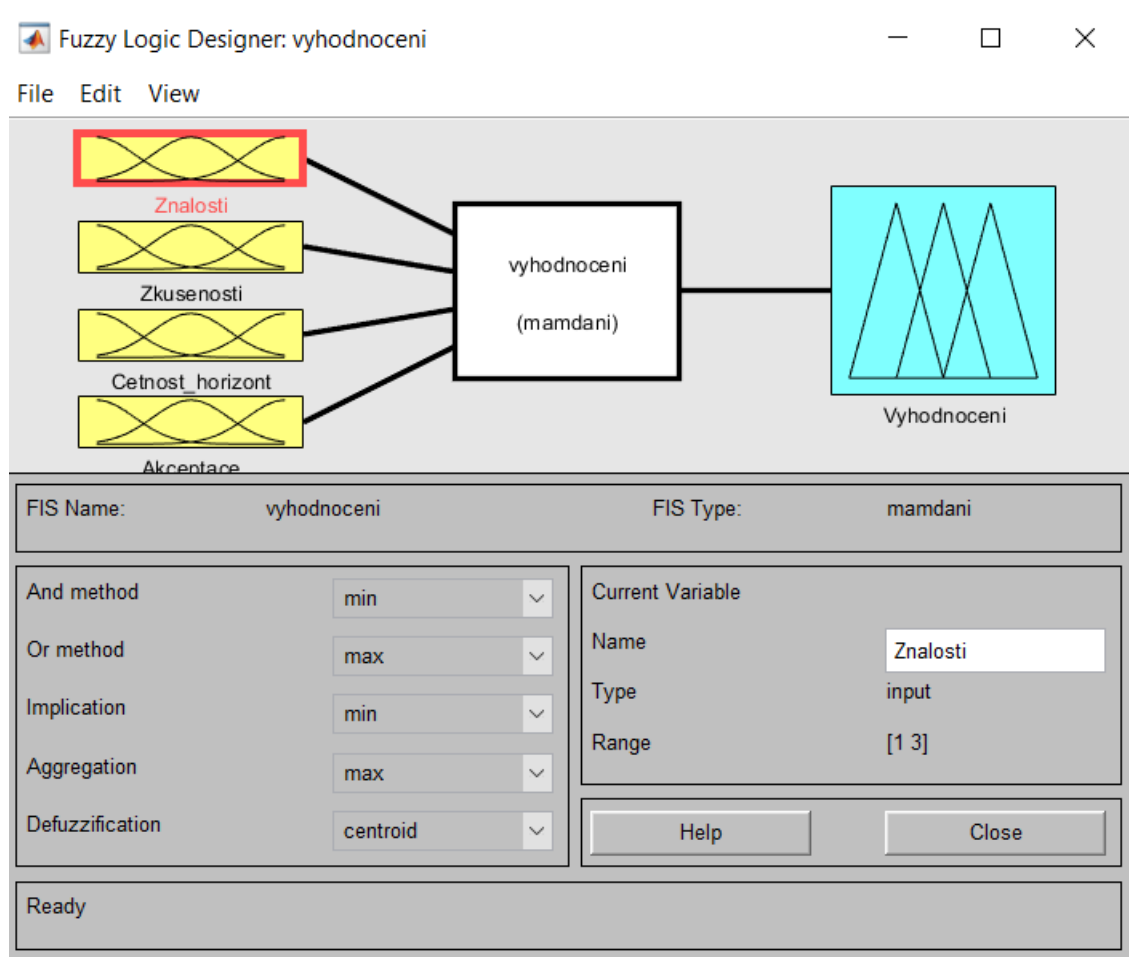 Fuzzy Logic Designer: vyhodnoceni
File Edit View
Znalosti
Zkusenosti
Cetnost_horizont
Akceptace
vyhodnoceni
(mamdani)
Vyhodnoceni
FIS Name: vyhodnoceni FIS Type: mamdani
And method min
Or method max
Implication min
Aggregation max
Defuzzification centroid
Current Variable
Name Znalosti
Type input
Range [1 3]
Help Close
Ready